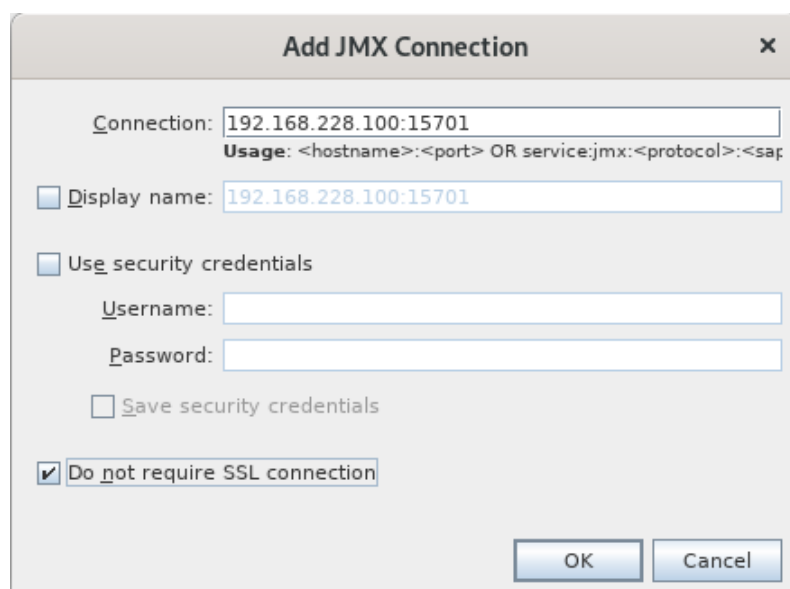 Add JMX Connection ×
Connection: 192.168.228.100:15701
Usage: <hostname>:<port> OR service:jmx:<protocol>:<sap
Display name: 192.168.228.100:15701
Use security credentials
Username:
Password:
Save security credentials
Do not require SSL connection
OK Cancel